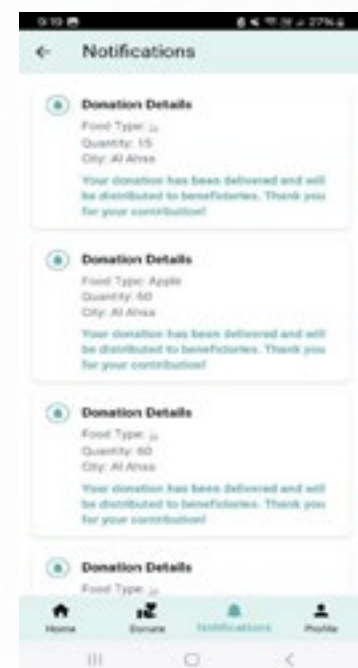 27%
Notifications
Donation Details
Food Type:
Quantity: 15
City: Al Ahsa
Your donation has been delivered and will
be distributed to beneficiaries. Thank you
for your contribution!
Donation Details
Food Type: Apple
Quantity: 60
City: Al Ahsa
Your donation has been delivered and will
be distributed to beneficiaries. Thank you
for your contribution!
Donation Details
Food Type:
Quantity: 60
City: Al Ahsa
Your donation has been delivered and will
be distributed to beneficiaries. Thank you
for your contribution!
Donation Details
Food Type:
Home Donate Notifications Profile